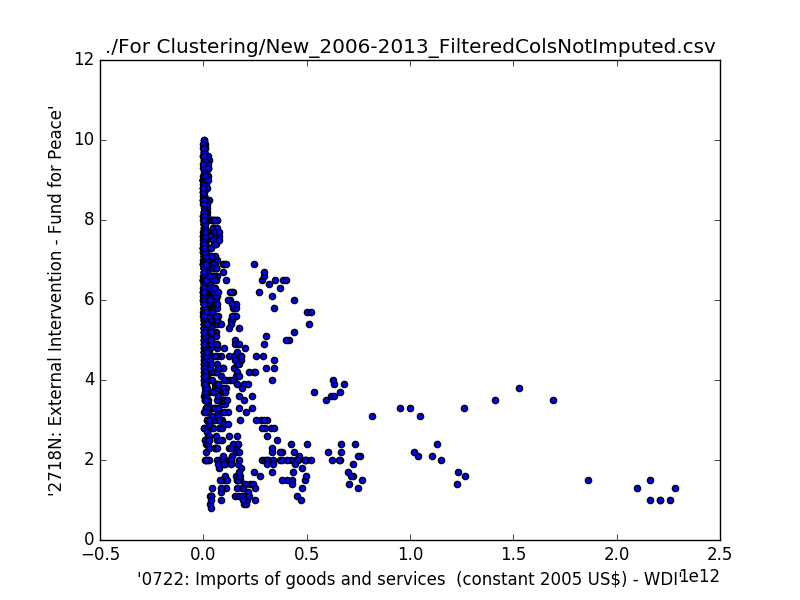 ./For Clustering/New_2006-2013_FilteredColsNotImputed.csv
'2718N: External Intervention - Fund for Peace'
12
10
8
6
4
2
0
−0.5 0.0 0.5 1.0 1.5 2.0 2.5
1e12
'0722: Imports of goods and services  (constant 2005 US$) - WDI'